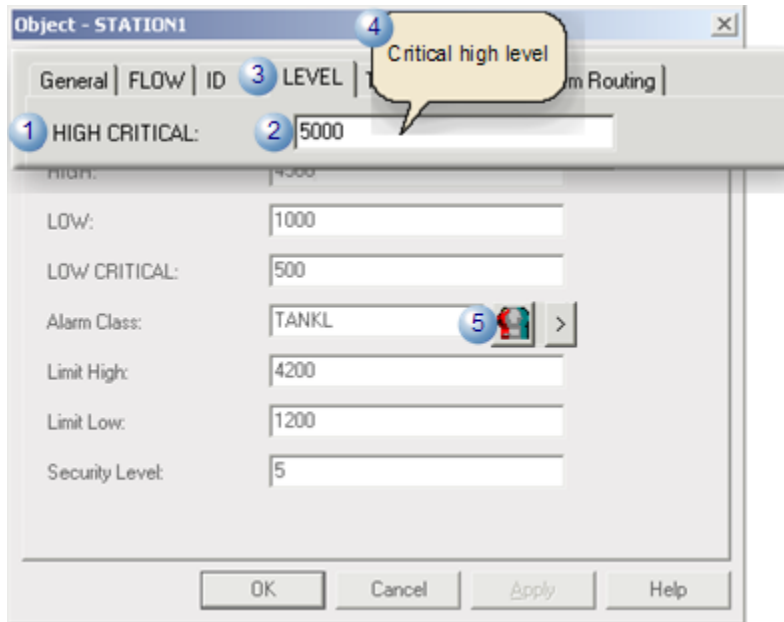 Object - STATION1
4
Critical high level
General FLOW ID 3 LEVEL Routing
1 HIGH CRITICAL: 2 5000
HIGH: 4500
LOW: 1000
LOW CRITICAL: 500
Alarm Class: TANKL 5 >
Limit High: 4200
Limit Low: 1200
Security Level: 5
OK Cancel Apply Help